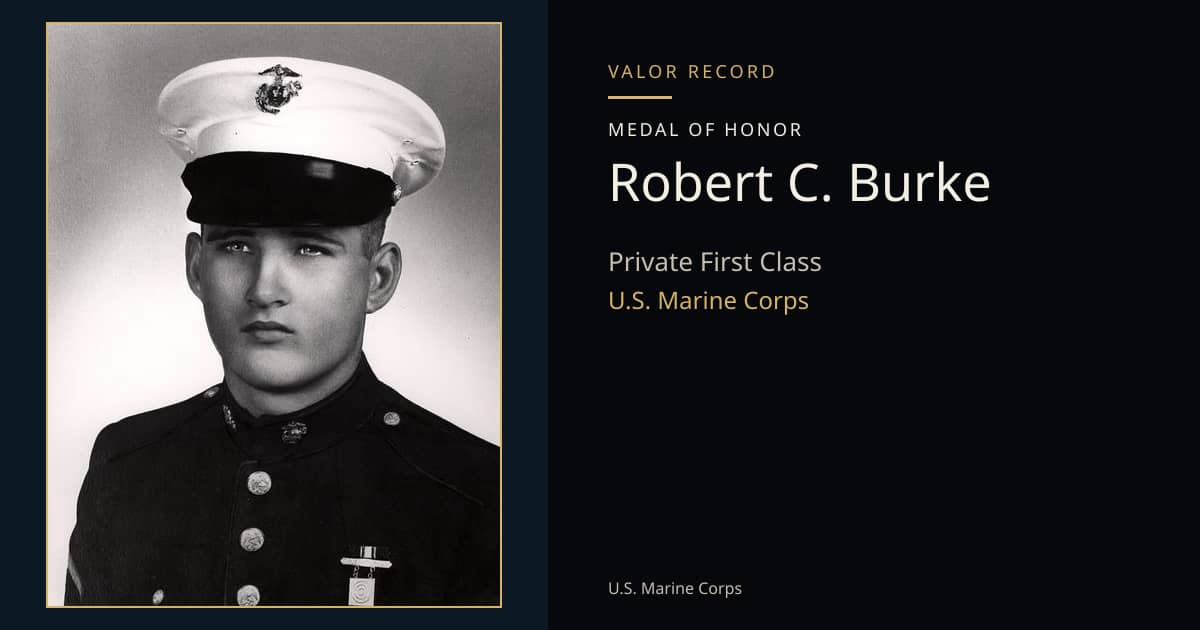 VALOR RECORD
MEDAL OF HONOR
Robert C. Burke
Private First Class
U.S. Marine Corps
U.S. Marine Corps